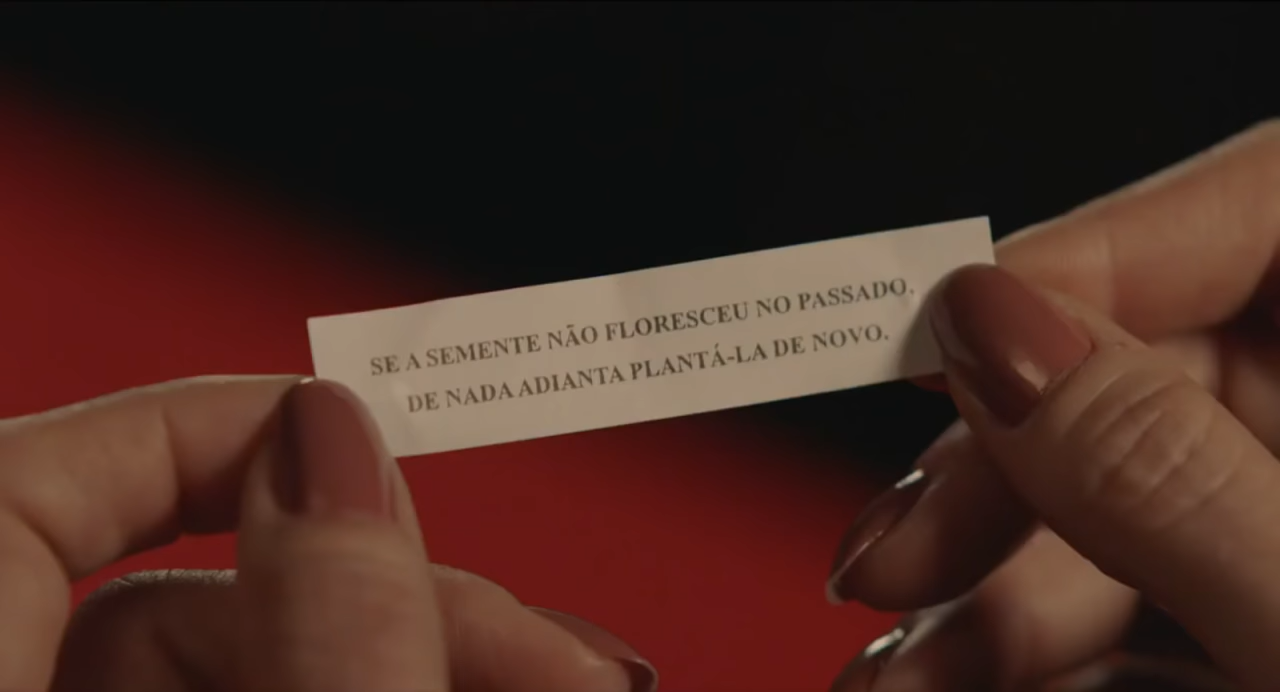 SE A SEMENTE NÃO FLORESCEU NO PASSADO.
DE NADA ADIANTA PLANTÁ-LA DE NOVO.